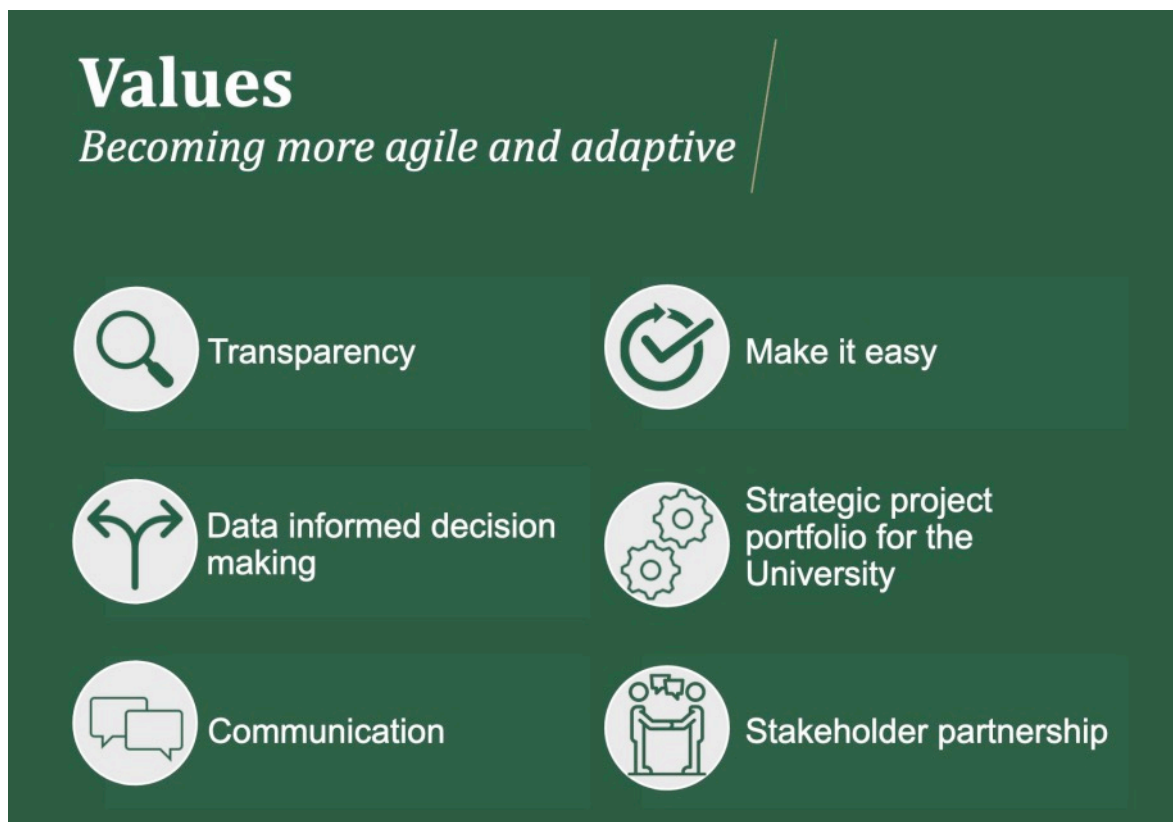 Values
Becoming more agile and adaptive
Transparency
Make it easy
Data informed decision
making
Strategic project
portfolio for the
University
Communication
Stakeholder partnership